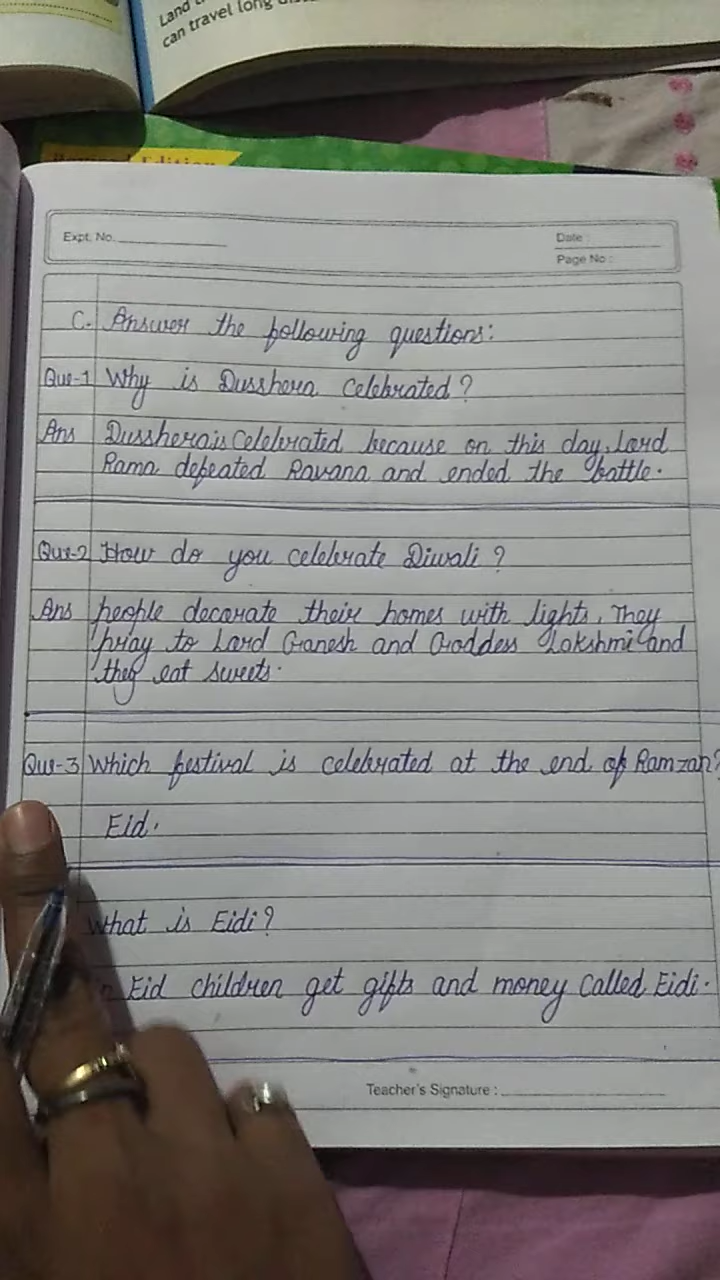 Land
can travel long
Edition
Expt. No.
Date :
Page No :
C. Answer the following questions:
Que-1 Why is Dusshera celebrated?
Ans Dussherais celebrated because on this day, Lord
Rama defeated Ravana and ended the battle.
Que-2 How do you celebrate Diwali?
Ans people decorate their homes with lights. They
pray to Lord Ganesh and Goddess Lakshmi and
they eat sweets.
Que-3 Which festival is celebrated at the end of Ramzan?
Eid.
What is Eidi?
Eid children get gifts and money called Eidi.
Teacher's Signature :